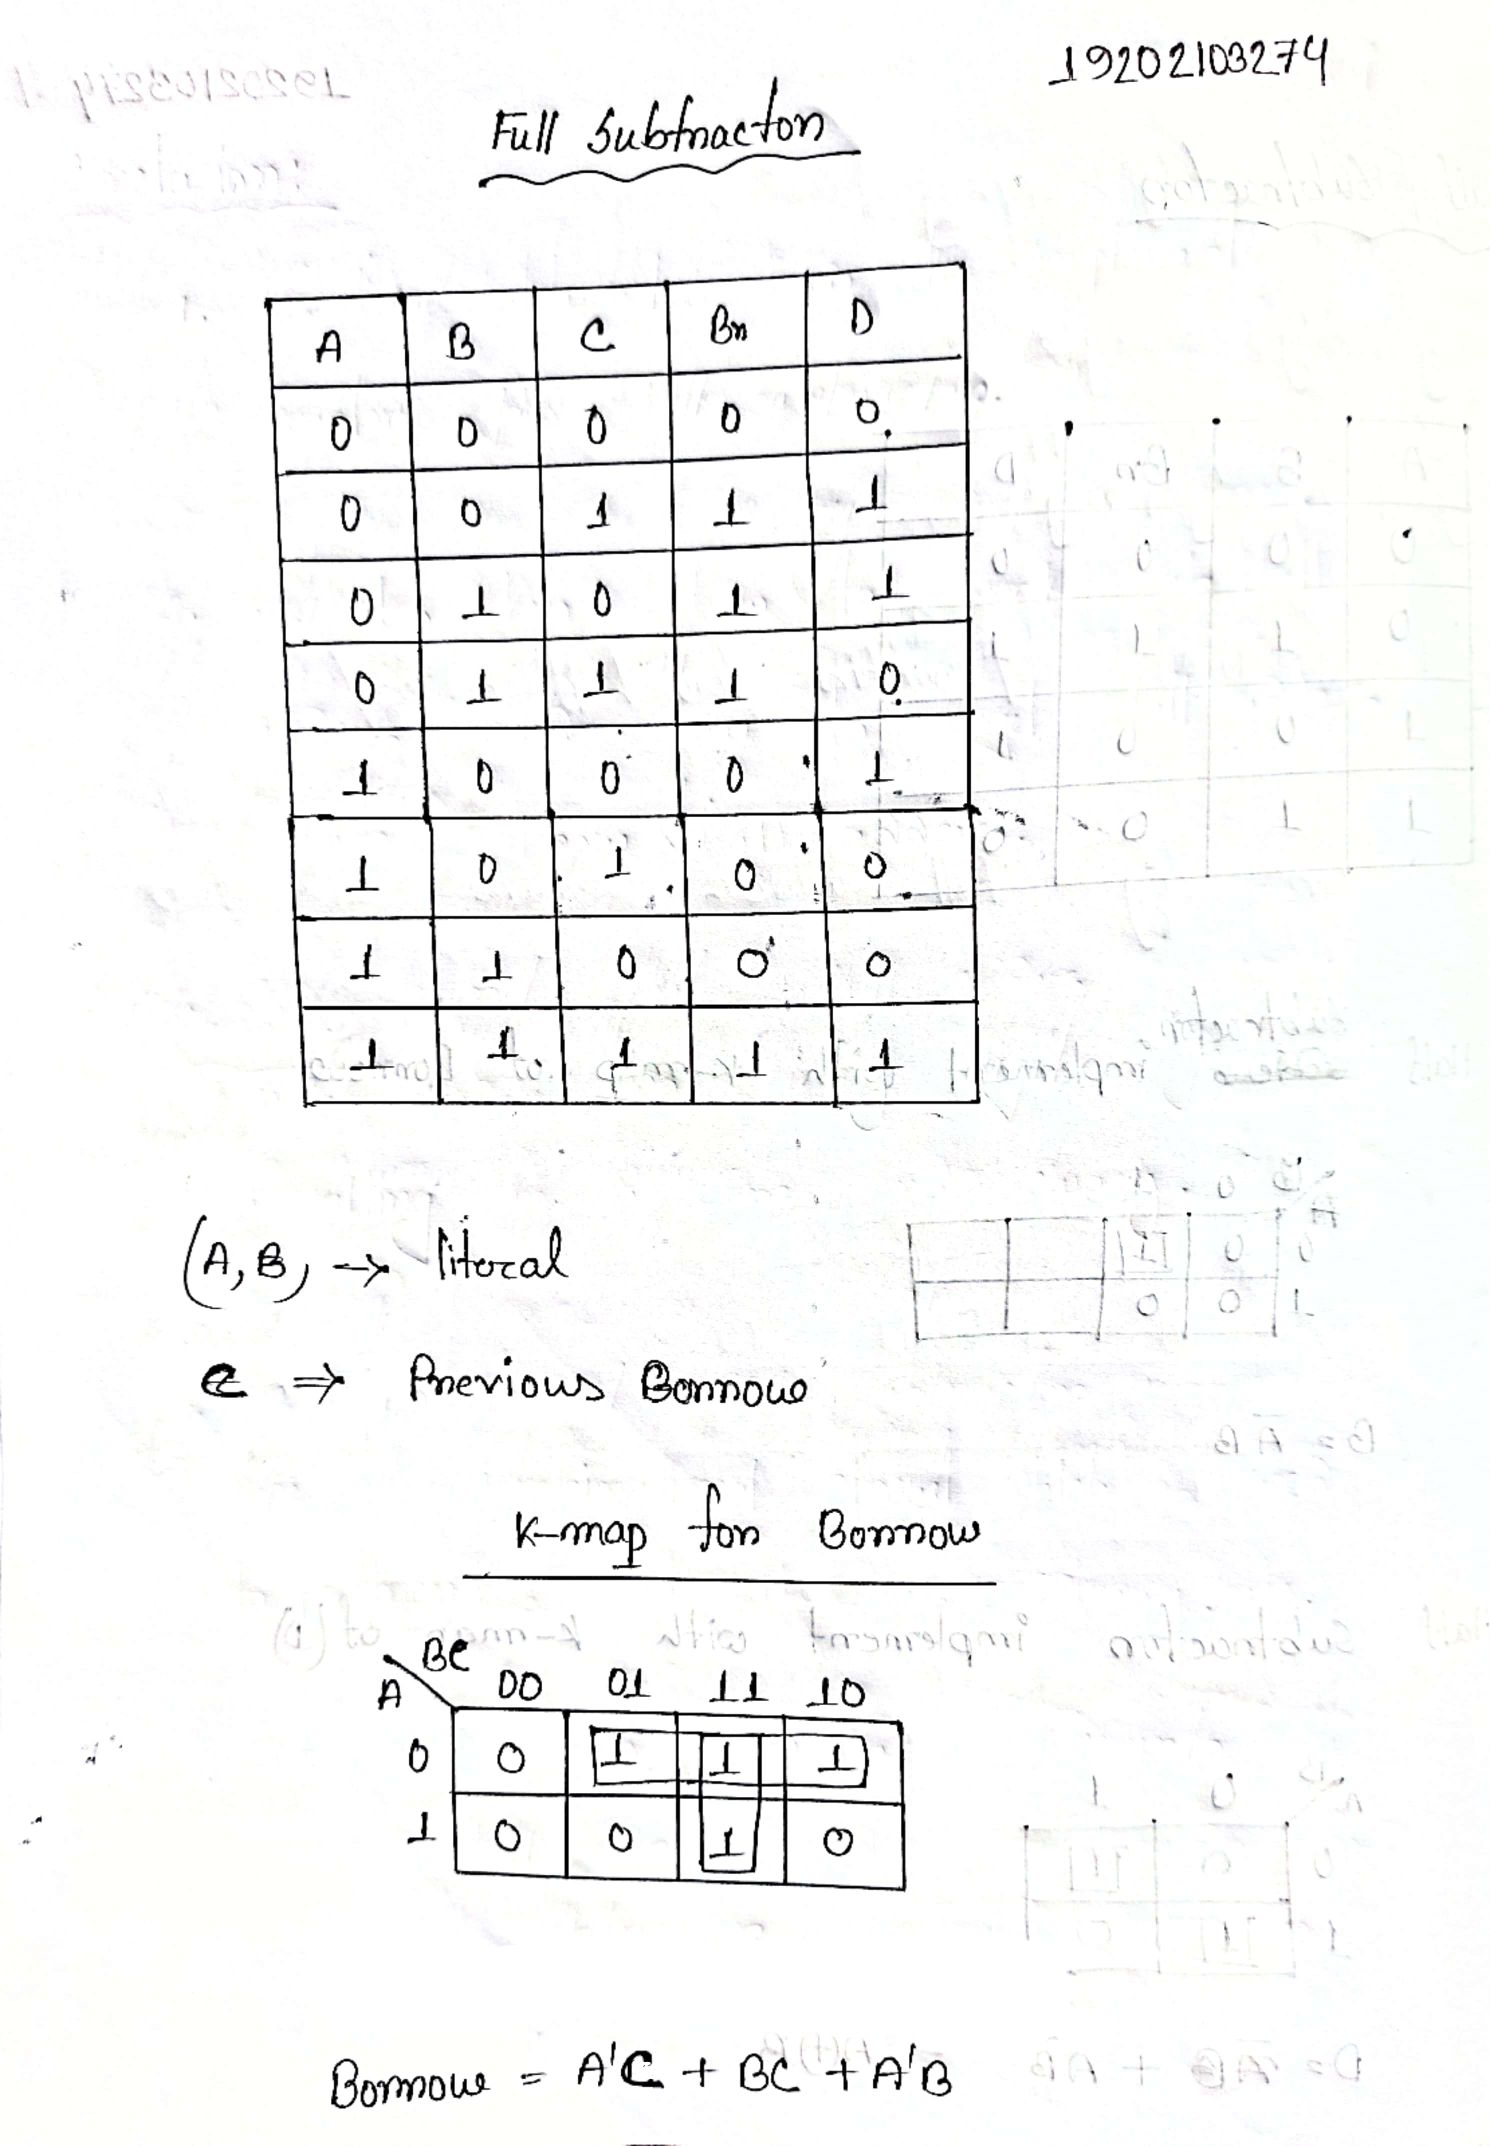 19202103274
Full Subtractor
A B C Br D
0 0 0 0 0
0 0 1 1 1
0 1 0 1 1
0 1 1 1 0
1 0 0 0 1
1 0 1 0 0
1 1 0 0 0
1 1 1 1 1
(A, B) → literal
C ⇒ Previous Borrow
K-map for Borrow
BC
A 00 01 11 10
0 0 1 1 1
1 0 0 1 0
Borrow = A'C + BC + A'B